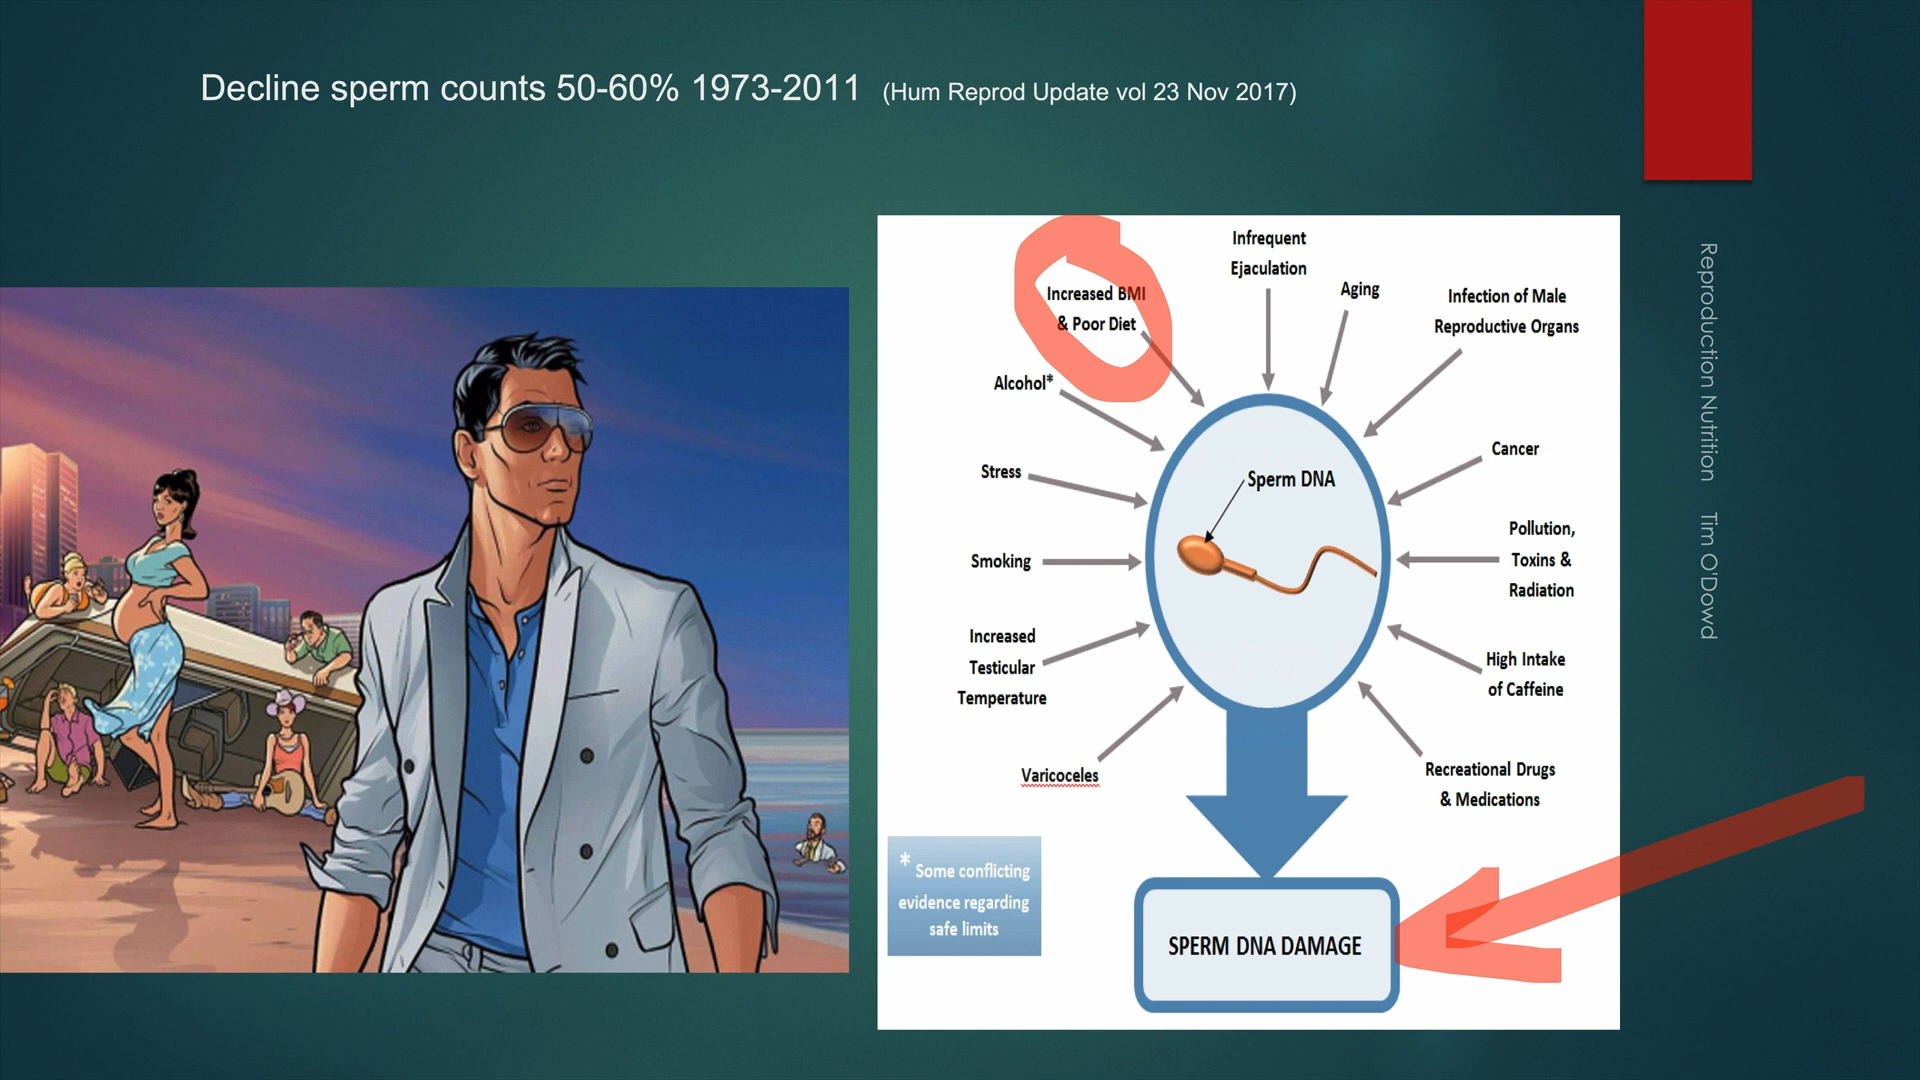 Decline sperm counts 50-60% 1973-2011 (Hum Reprod Update vol 23 Nov 2017)
Reproduction Nutrition Tim O'Dowd
Infrequent
Ejaculation
Increased BMI
& Poor Diet
Aging
Infection of Male
Reproductive Organs
Alcohol*
Stress
Cancer
Sperm DNA
Smoking
Pollution,
Toxins &
Radiation
Increased
Testicular
Temperature
High Intake
of Caffeine
Varicoceles
Recreational Drugs
& Medications
* Some conflicting
evidence regarding
safe limits
SPERM DNA DAMAGE